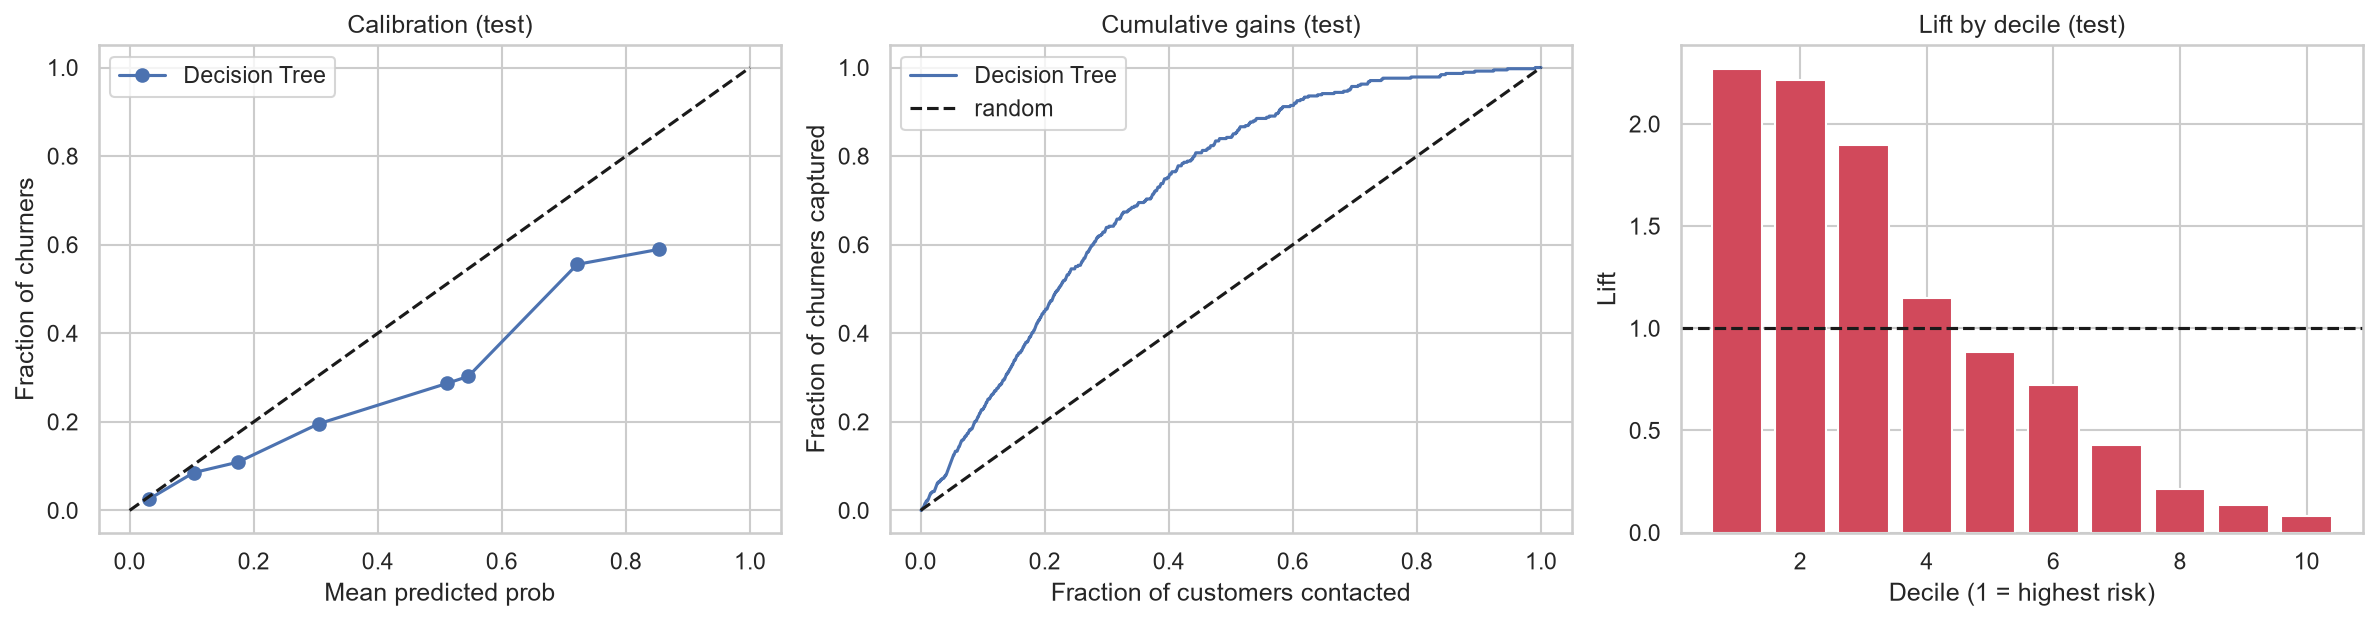 Calibration (test)
Decision Tree
1.0
0.8
0.6
0.4
0.2
0.0
Fraction of churners
0.0 0.2 0.4 0.6 0.8 1.0
Mean predicted prob
Cumulative gains (test)
Decision Tree
random
1.0
0.8
0.6
0.4
0.2
0.0
Fraction of churners captured
0.0 0.2 0.4 0.6 0.8 1.0
Fraction of customers contacted
Lift by decile (test)
2.0
1.5
1.0
0.5
0.0
Lift
2 4 6 8 10
Decile (1 = highest risk)